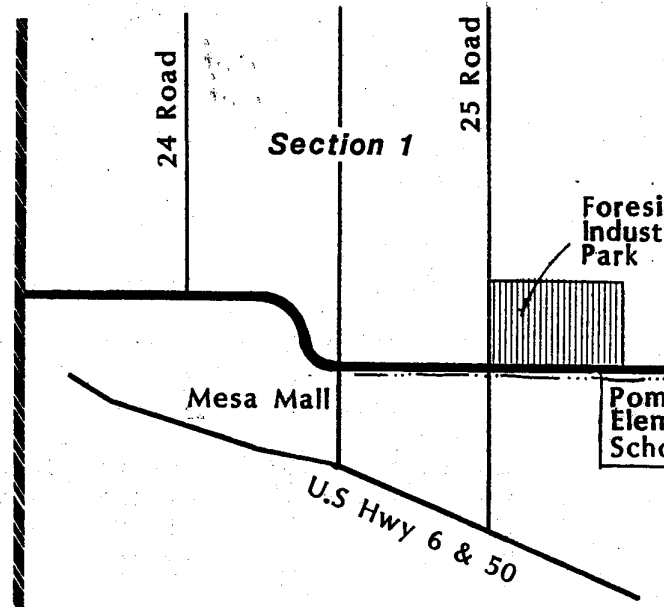 24 Road
Section 1
25 Road
Foresi
Indust
Park
Mesa Mall
Pom
Elem
Scho
U.S Hwy 6 & 50